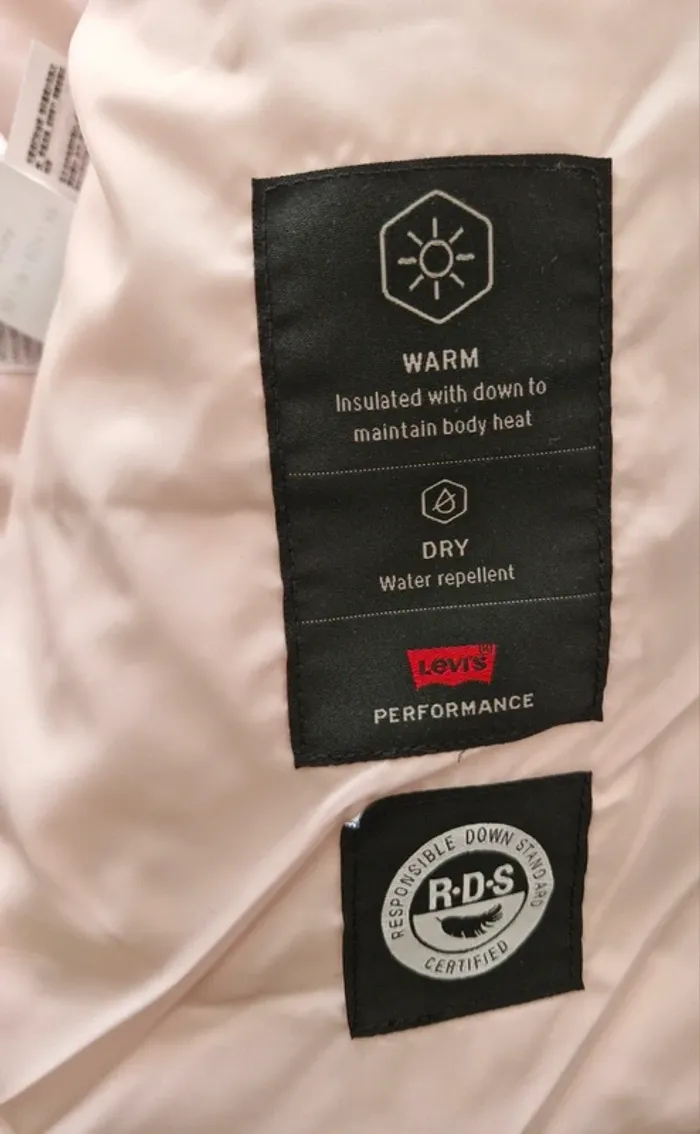 WARM
Insulated with down to
maintain body heat
DRY
Water repellent
Levi's
PERFORMANCE
RESPONSIBLE DOWN STANDARD
R·D·S
CERTIFIED